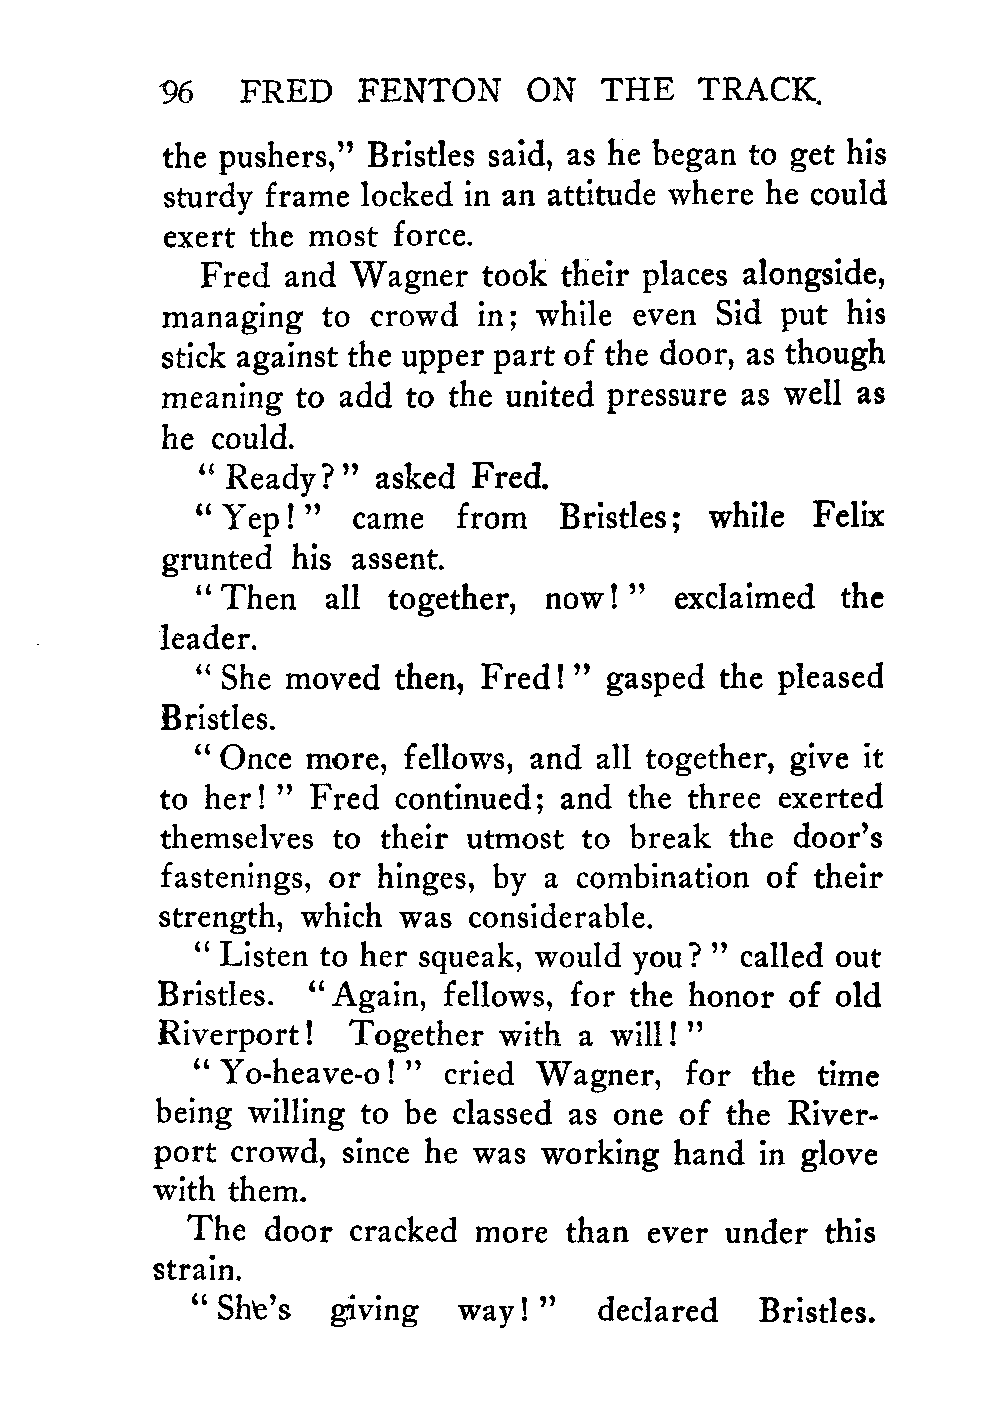 96 FRED FENTON ON THE TRACK.
the pushers,” Bristles said, as he began to get his
sturdy frame locked in an attitude where he could
exert the most force.
Fred and Wagner took their places alongside,
managing to crowd in; while even Sid put his
stick against the upper part of the door, as though
meaning to add to the united pressure as well as
he could.
“ Ready? ” asked Fred.
“ Yep! ” came from Bristles; while Felix
grunted his assent.
“ Then all together, now! ” exclaimed the
leader.
“ She moved then, Fred! ” gasped the pleased
Bristles.
“ Once more, fellows, and all together, give it
to her! ” Fred continued; and the three exerted
themselves to their utmost to break the door’s
fastenings, or hinges, by a combination of their
strength, which was considerable.
“ Listen to her squeak, would you? ” called out
Bristles. “ Again, fellows, for the honor of old
Riverport! Together with a will! ”
“ Yo-heave-o! ” cried Wagner, for the time
being willing to be classed as one of the River-
port crowd, since he was working hand in glove
with them.
The door cracked more than ever under this
strain.
“ She’s giving way! ” declared Bristles.